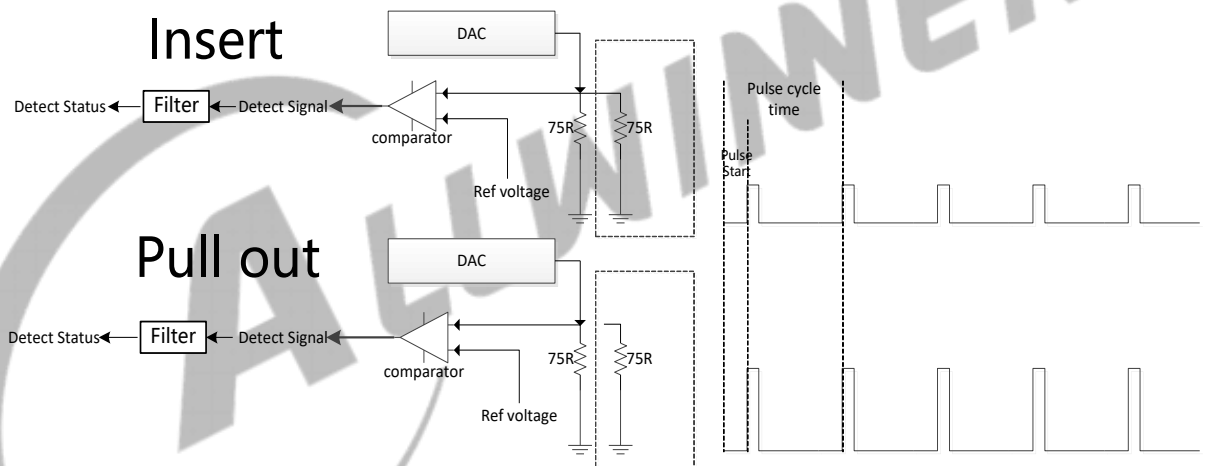 Insert
DAC
Detect Status
Filter
Detect Signal
comparator
75R
75R
Ref voltage
Pull out
DAC
Detect Status
Filter
Detect Signal
comparator
75R
75R
Ref voltage
Pulse cycle
time
Pulse
Start
ALLWINNER